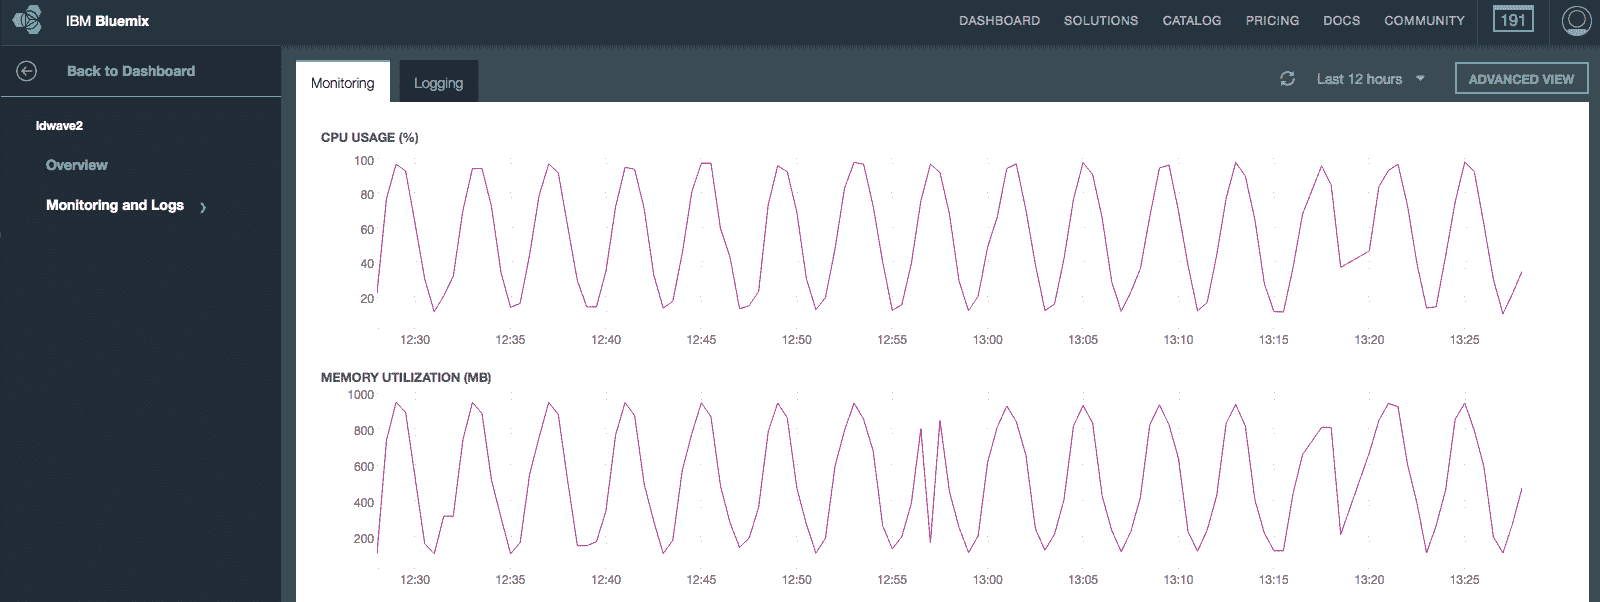 IBM Bluemix
DASHBOARD SOLUTIONS CATALOG PRICING DOCS COMMUNITY 191
Back to Dashboard
Monitoring Logging
Last 12 hours ADVANCED VIEW
ldwave2
Overview
Monitoring and Logs
CPU USAGE (%)
100
80
60
40
20
12:30 12:35 12:40 12:45 12:50 12:55 13:00 13:05 13:10 13:15 13:20 13:25
MEMORY UTILIZATION (MB)
1000
800
600
400
200
12:30 12:35 12:40 12:45 12:50 12:55 13:00 13:05 13:10 13:15 13:20 13:25